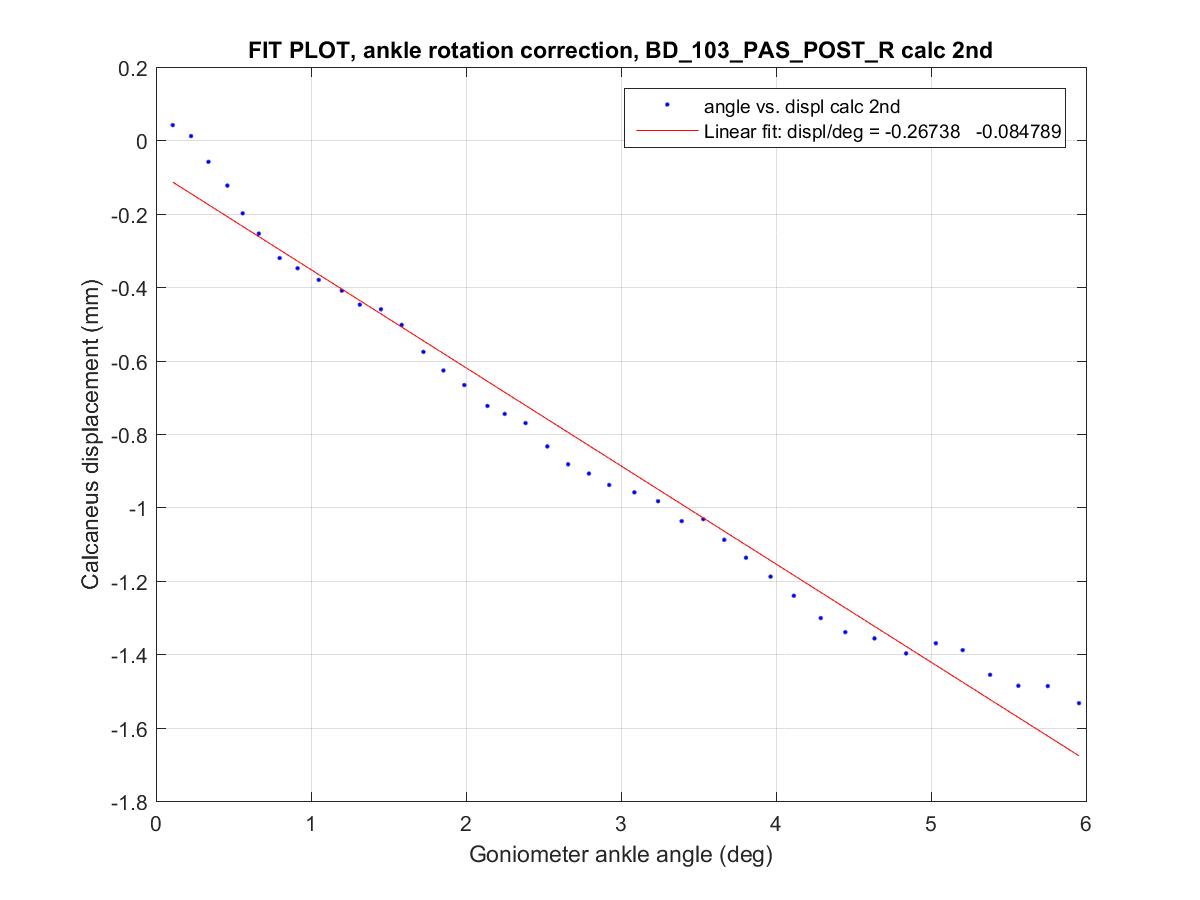 FIT PLOT, ankle rotation correction, BD_103_PAS_POST_R calc 2nd
angle vs. displ calc 2nd
Linear fit: displ/deg = -0.26738 -0.084789
0.2
0
-0.2
-0.4
-0.6
-0.8
-1
-1.2
-1.4
-1.6
-1.8
Calcaneus displacement (mm)
0 1 2 3 4 5 6
Goniometer ankle angle (deg)